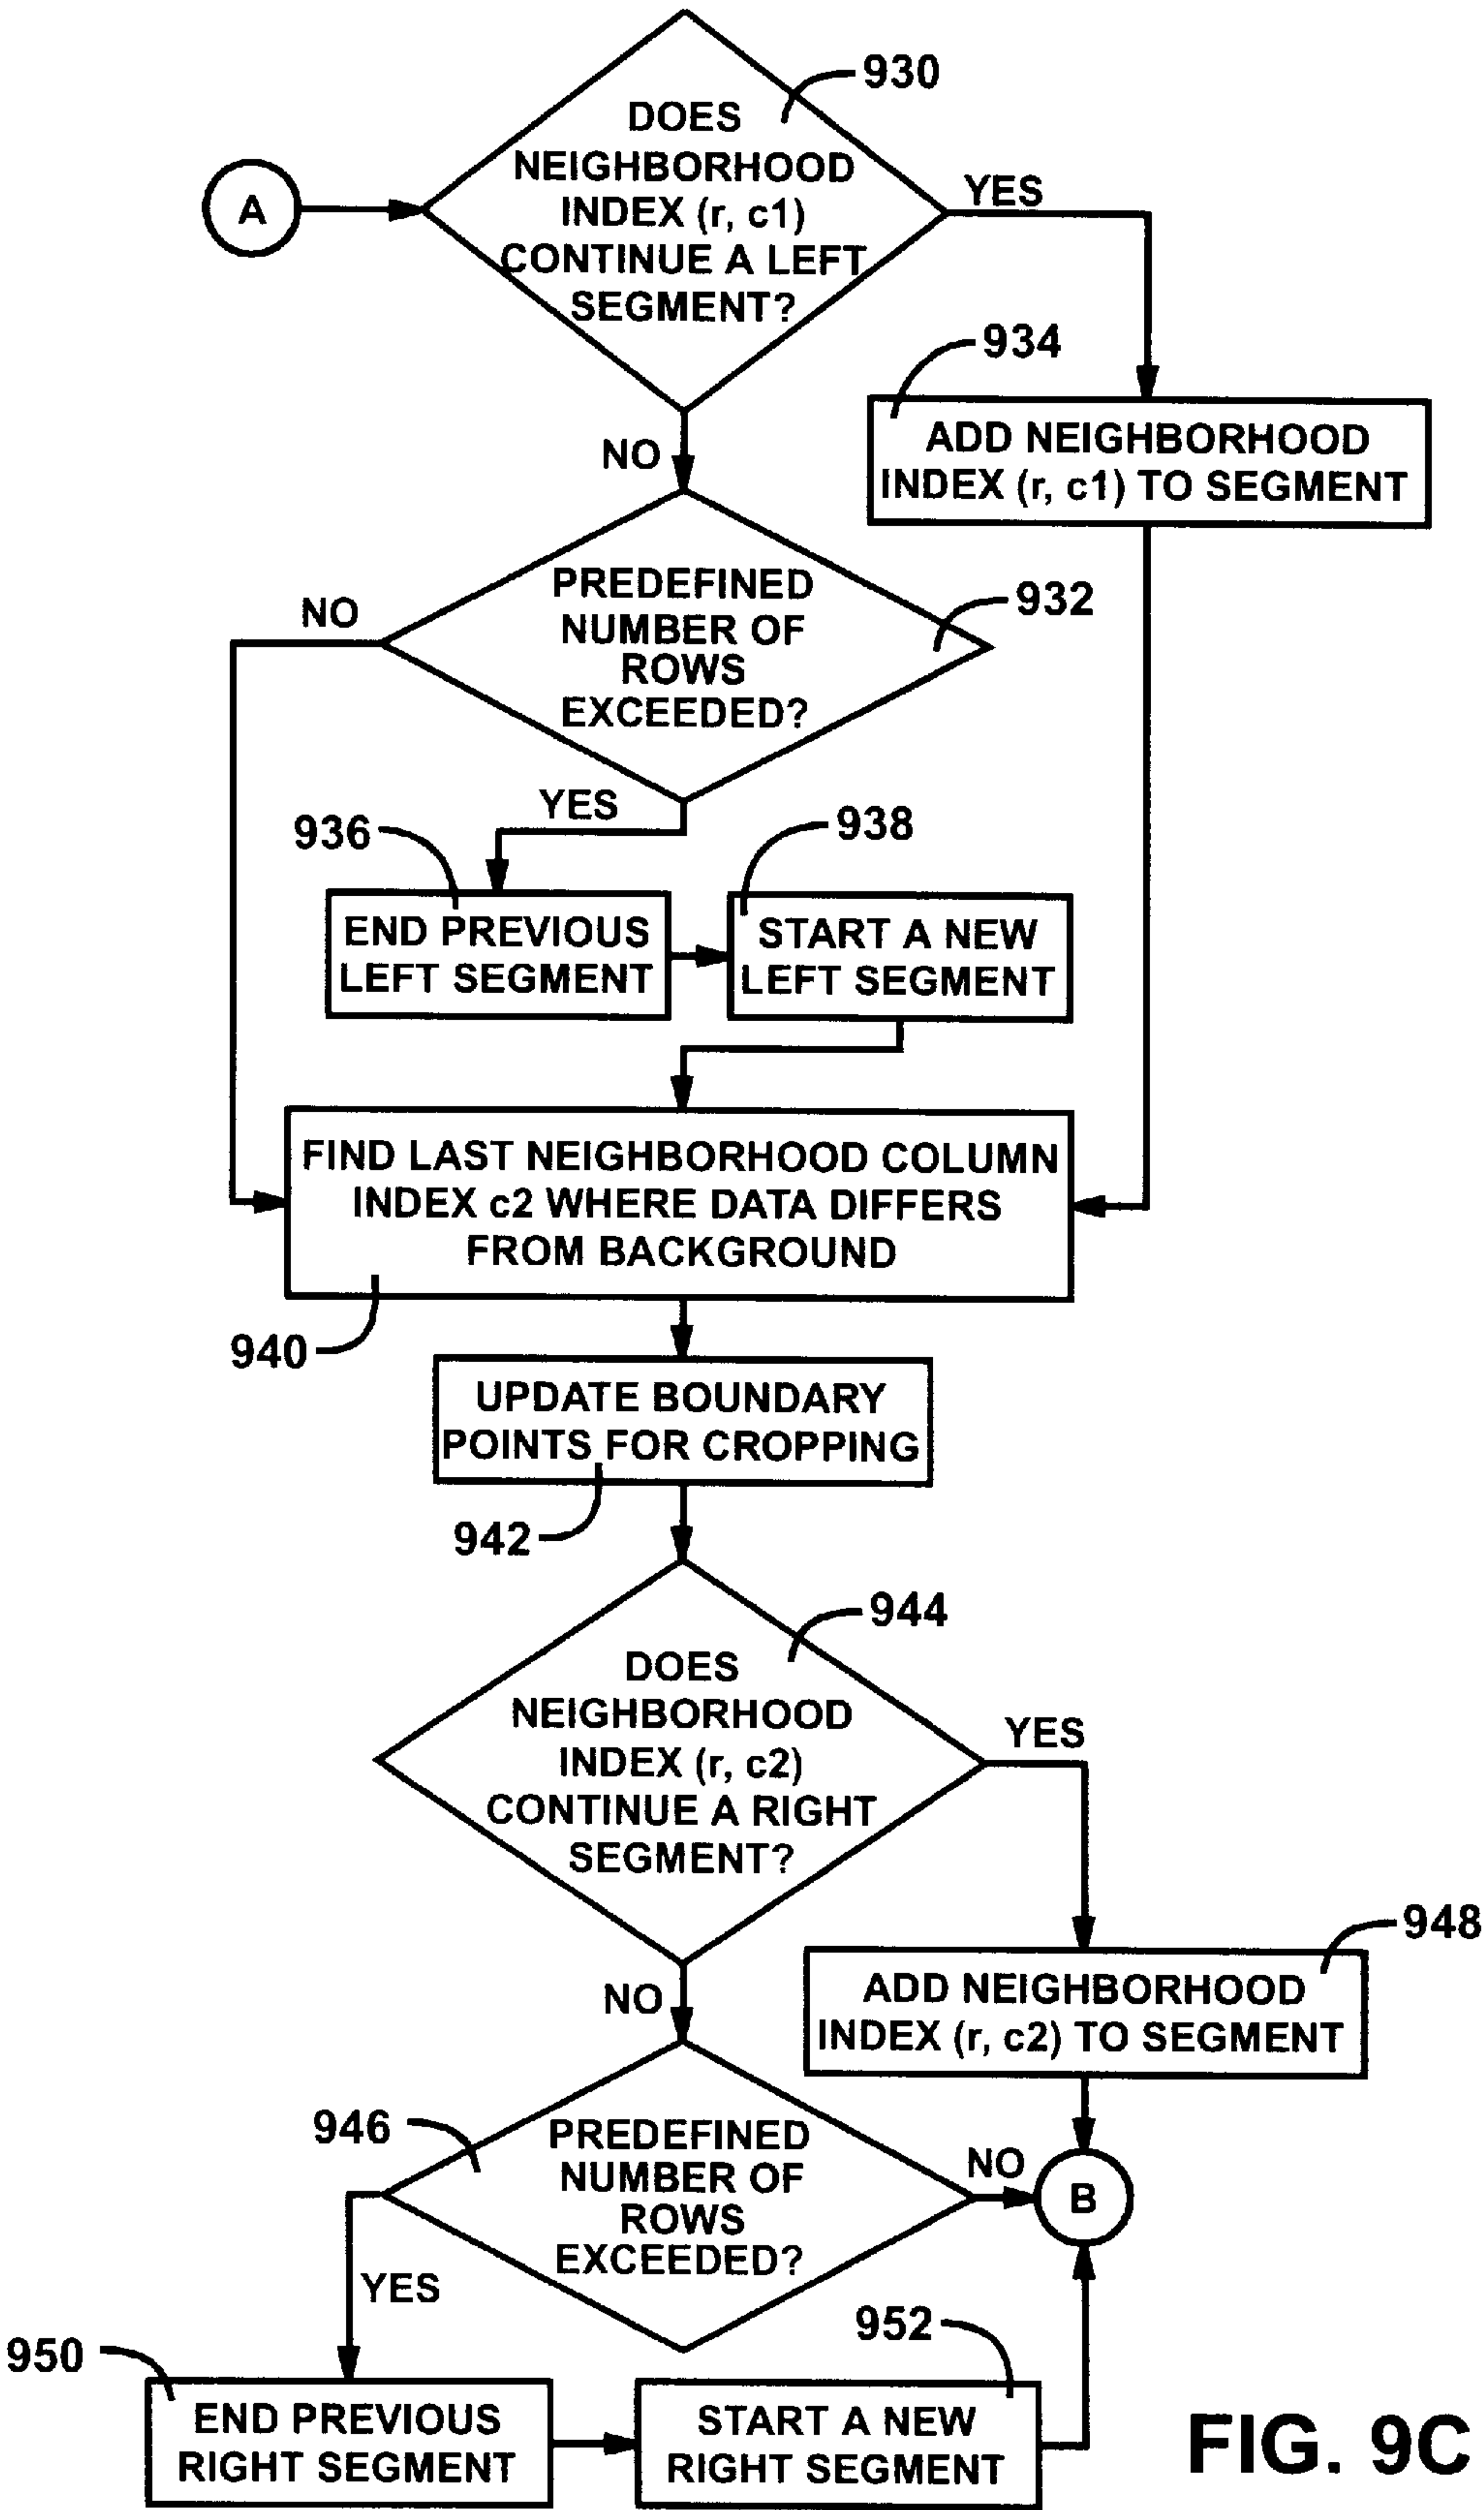 930
DOES
NEIGHBORHOOD
INDEX (r, c1)
CONTINUE A LEFT
SEGMENT?
A
YES
934
ADD NEIGHBORHOOD
INDEX (r, c1) TO SEGMENT
NO
PREDEFINED
NUMBER OF
ROWS
EXCEEDED?
932
NO
YES
936
938
END PREVIOUS
LEFT SEGMENT
START A NEW
LEFT SEGMENT
FIND LAST NEIGHBORHOOD COLUMN
INDEX c2 WHERE DATA DIFFERS
FROM BACKGROUND
940
UPDATE BOUNDARY
POINTS FOR CROPPING
942
944
DOES
NEIGHBORHOOD
INDEX (r, c2)
CONTINUE A RIGHT
SEGMENT?
YES
948
ADD NEIGHBORHOOD
INDEX (r, c2) TO SEGMENT
NO
946
PREDEFINED
NUMBER OF
ROWS
EXCEEDED?
NO
B
YES
950
952
END PREVIOUS
RIGHT SEGMENT
START A NEW
RIGHT SEGMENT
FIG. 9C